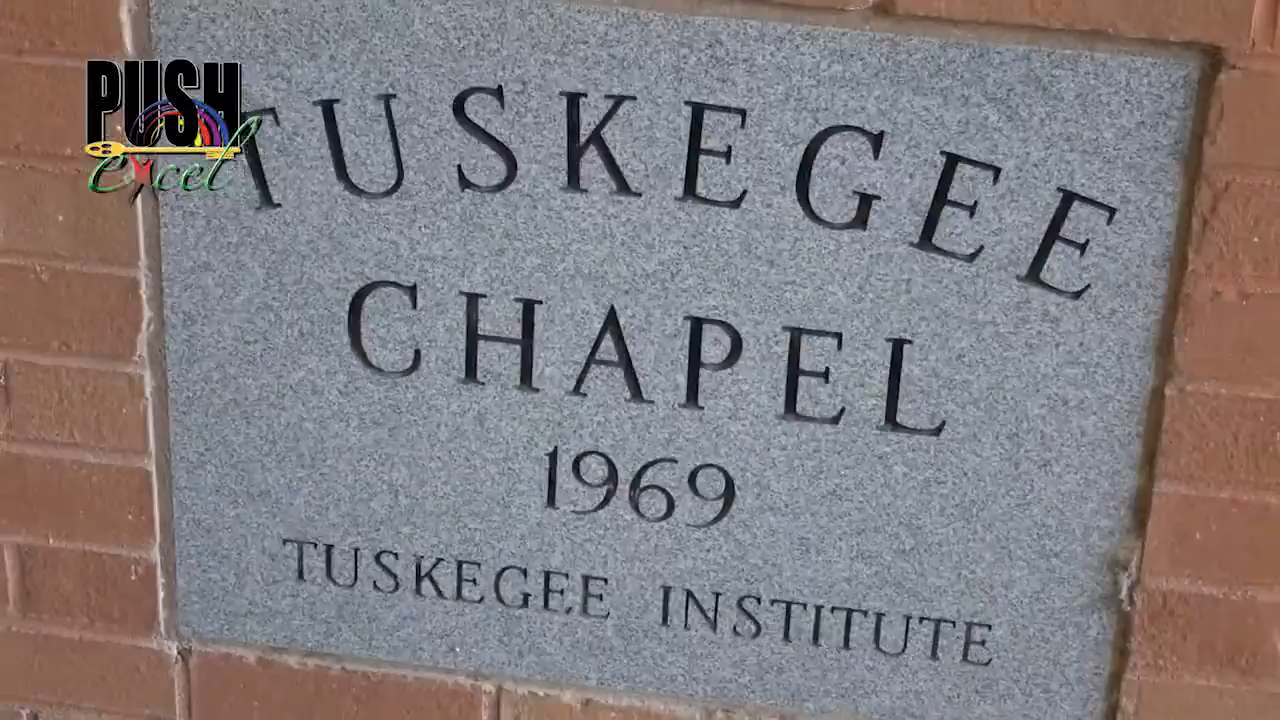 PUSH
excel
TUSKEGEE
CHAPEL
1969
TUSKEGEE INSTITUTE